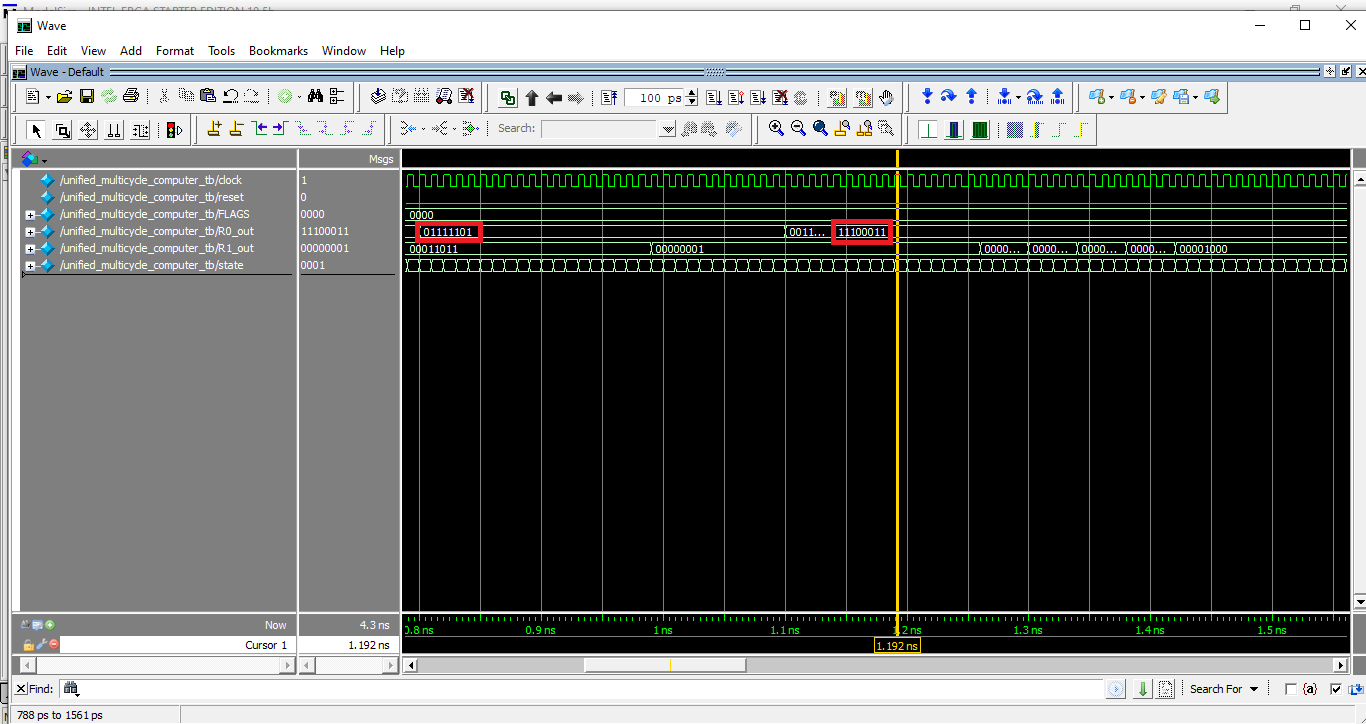 Wave
File Edit View Add Format Tools Bookmarks Window Help
Wave - Default
100 ps
Search:
Msgs
/unified_multicycle_computer_tb/clock 1
/unified_multicycle_computer_tb/reset 0
/unified_multicycle_computer_tb/FLAGS 0000 0000
/unified_multicycle_computer_tb/R0_out 11100011 01111101 0011... 11100011
/unified_multicycle_computer_tb/R1_out 00000001 00011011 00000001 0000... 0000... 0000... 0000... 00001000
/unified_multicycle_computer_tb/state 0001
Now 4.3 ns 0.8 ns 0.9 ns 1 ns 1.1 ns 1.2 ns 1.3 ns 1.4 ns 1.5 ns
Cursor 1 1.192 ns 1.192 ns
Find: Search For {a}
788 ps to 1561 ps